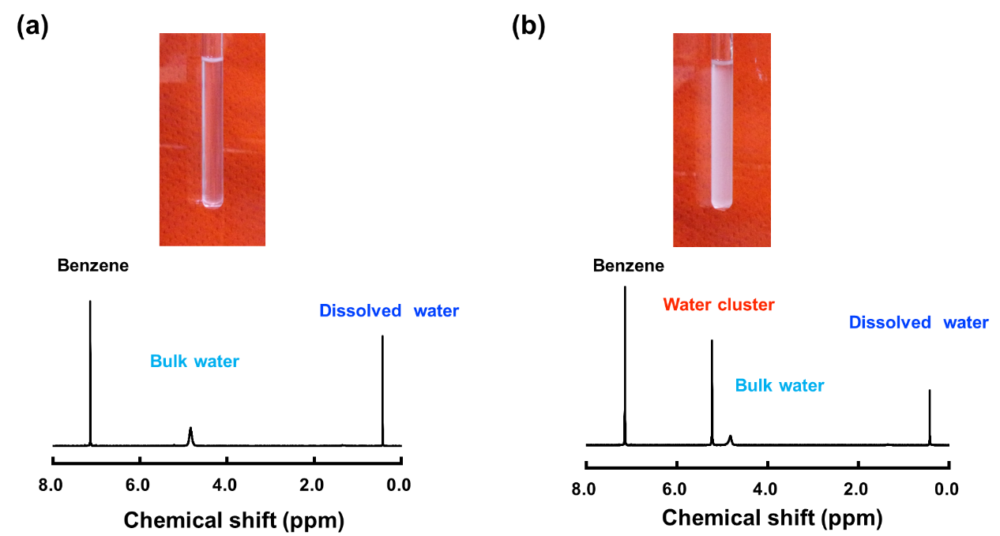 (a)
Benzene
Dissolved water
Bulk water
8.0 6.0 4.0 2.0 0.0
Chemical shift (ppm)
(b)
Benzene
Water cluster
Dissolved water
Bulk water
8.0 6.0 4.0 2.0 0.0
Chemical shift (ppm)